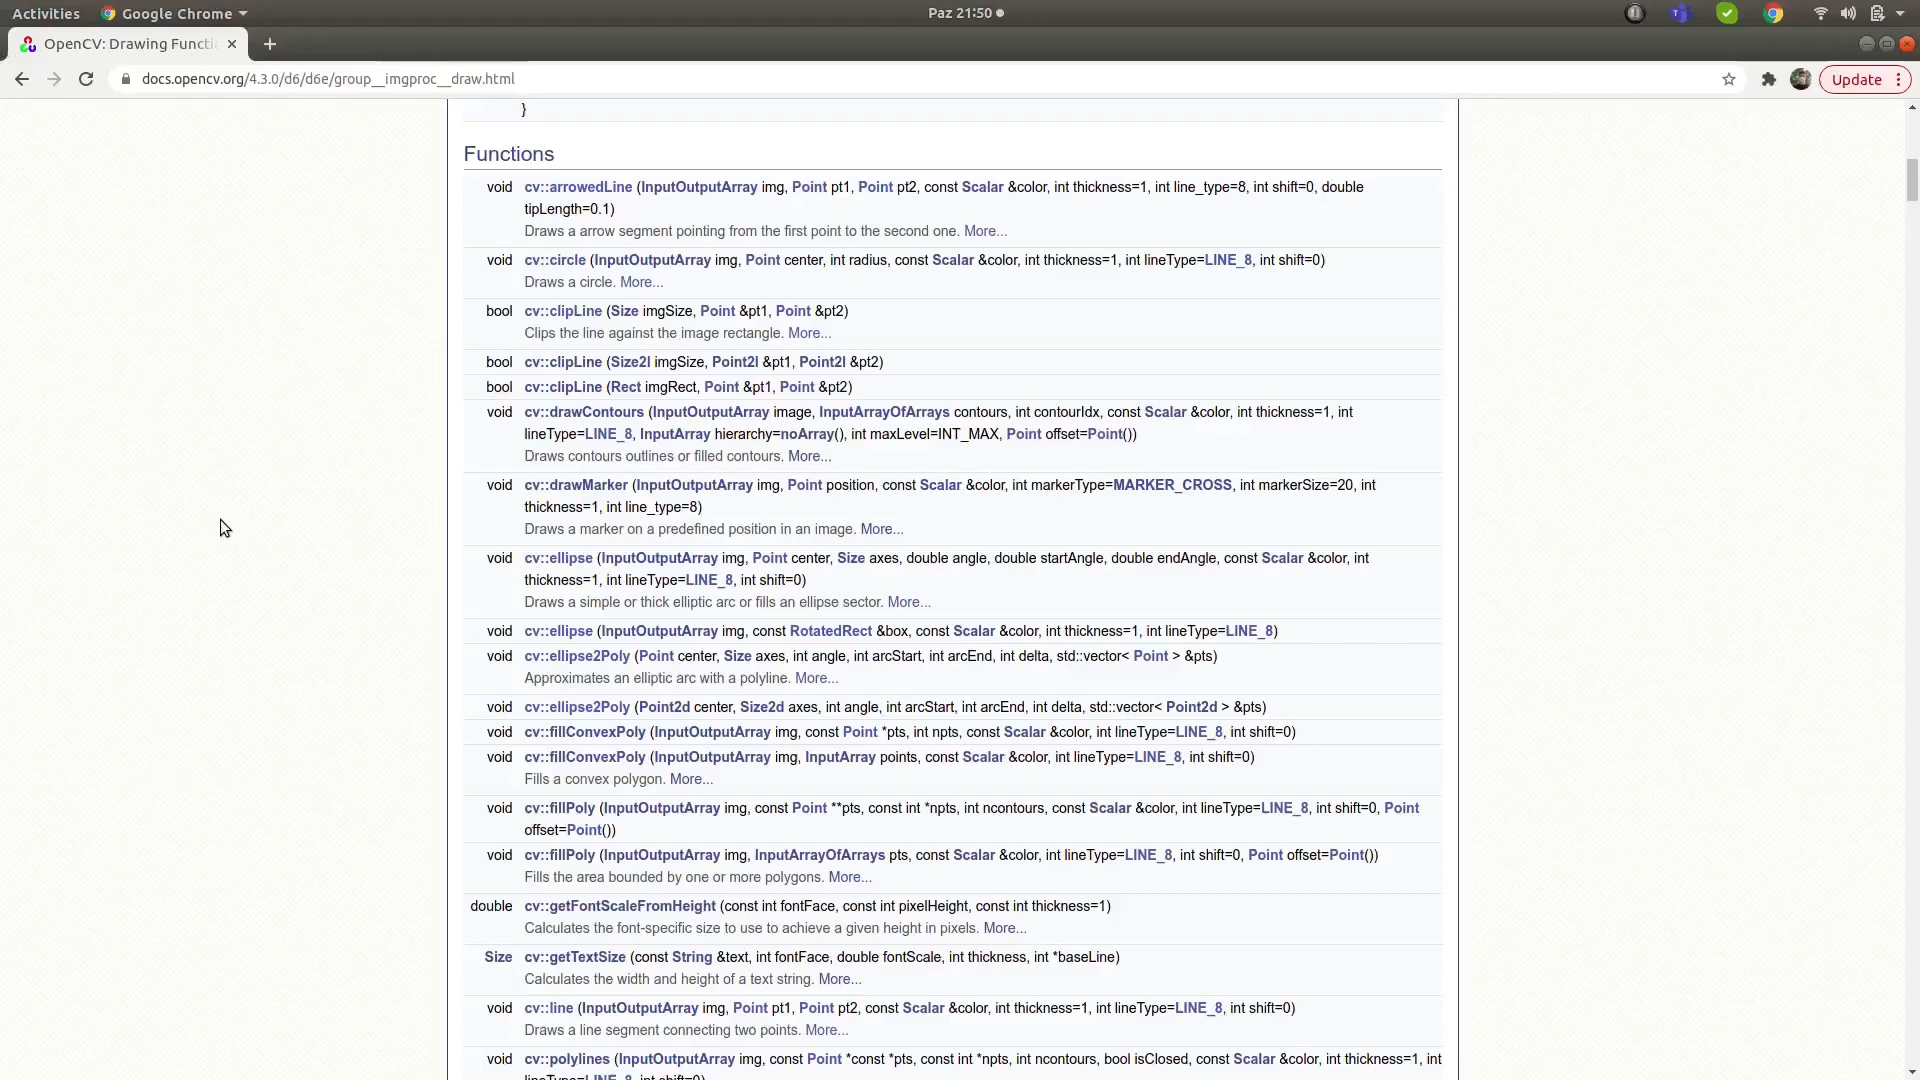 Activities
Google Chrome
Paz 21:50
OpenCV: Drawing Functi
docs.opencv.org/4.3.0/d6/d6e/group__imgproc__draw.html
Update
}
Functions
void cv::arrowedLine (InputOutputArray img, Point pt1, Point pt2, const Scalar &color, int thickness=1, int line_type=8, int shift=0, double
tipLength=0.1)
Draws a arrow segment pointing from the first point to the second one. More...
void cv::circle (InputOutputArray img, Point center, int radius, const Scalar &color, int thickness=1, int lineType=LINE_8, int shift=0)
Draws a circle. More...
bool cv::clipLine (Size imgSize, Point &pt1, Point &pt2)
Clips the line against the image rectangle. More...
bool cv::clipLine (Size2l imgSize, Point2l &pt1, Point2l &pt2)
bool cv::clipLine (Rect imgRect, Point &pt1, Point &pt2)
void cv::drawContours (InputOutputArray image, InputArrayOfArrays contours, int contourIdx, const Scalar &color, int thickness=1, int
lineType=LINE_8, InputArray hierarchy=noArray(), int maxLevel=INT_MAX, Point offset=Point())
Draws contours outlines or filled contours. More...
void cv::drawMarker (InputOutputArray img, Point position, const Scalar &color, int markerType=MARKER_CROSS, int markerSize=20, int
thickness=1, int line_type=8)
Draws a marker on a predefined position in an image. More...
void cv::ellipse (InputOutputArray img, Point center, Size axes, double angle, double startAngle, double endAngle, const Scalar &color, int
thickness=1, int lineType=LINE_8, int shift=0)
Draws a simple or thick elliptic arc or fills an ellipse sector. More...
void cv::ellipse (InputOutputArray img, const RotatedRect &box, const Scalar &color, int thickness=1, int lineType=LINE_8)
void cv::ellipse2Poly (Point center, Size axes, int angle, int arcStart, int arcEnd, int delta, std::vector< Point > &pts)
Approximates an elliptic arc with a polyline. More...
void cv::ellipse2Poly (Point2d center, Size2d axes, int angle, int arcStart, int arcEnd, int delta, std::vector< Point2d > &pts)
void cv::fillConvexPoly (InputOutputArray img, const Point *pts, int npts, const Scalar &color, int lineType=LINE_8, int shift=0)
void cv::fillConvexPoly (InputOutputArray img, InputArray points, const Scalar &color, int lineType=LINE_8, int shift=0)
Fills a convex polygon. More...
void cv::fillPoly (InputOutputArray img, const Point **pts, const int *npts, int ncontours, const Scalar &color, int lineType=LINE_8, int shift=0, Point
offset=Point())
void cv::fillPoly (InputOutputArray img, InputArrayOfArrays pts, const Scalar &color, int lineType=LINE_8, int shift=0, Point offset=Point())
Fills the area bounded by one or more polygons. More...
double cv::getFontScaleFromHeight (const int fontFace, const int pixelHeight, const int thickness=1)
Calculates the font-specific size to use to achieve a given height in pixels. More...
Size cv::getTextSize (const String &text, int fontFace, double fontScale, int thickness, int *baseLine)
Calculates the width and height of a text string. More...
void cv::line (InputOutputArray img, Point pt1, Point pt2, const Scalar &color, int thickness=1, int lineType=LINE_8, int shift=0)
Draws a line segment connecting two points. More...
void cv::polylines (InputOutputArray img, const Point *const *pts, const int *npts, int ncontours, bool isClosed, const Scalar &color, int thickness=1, int
lineType=LINE_8, int shift=0)